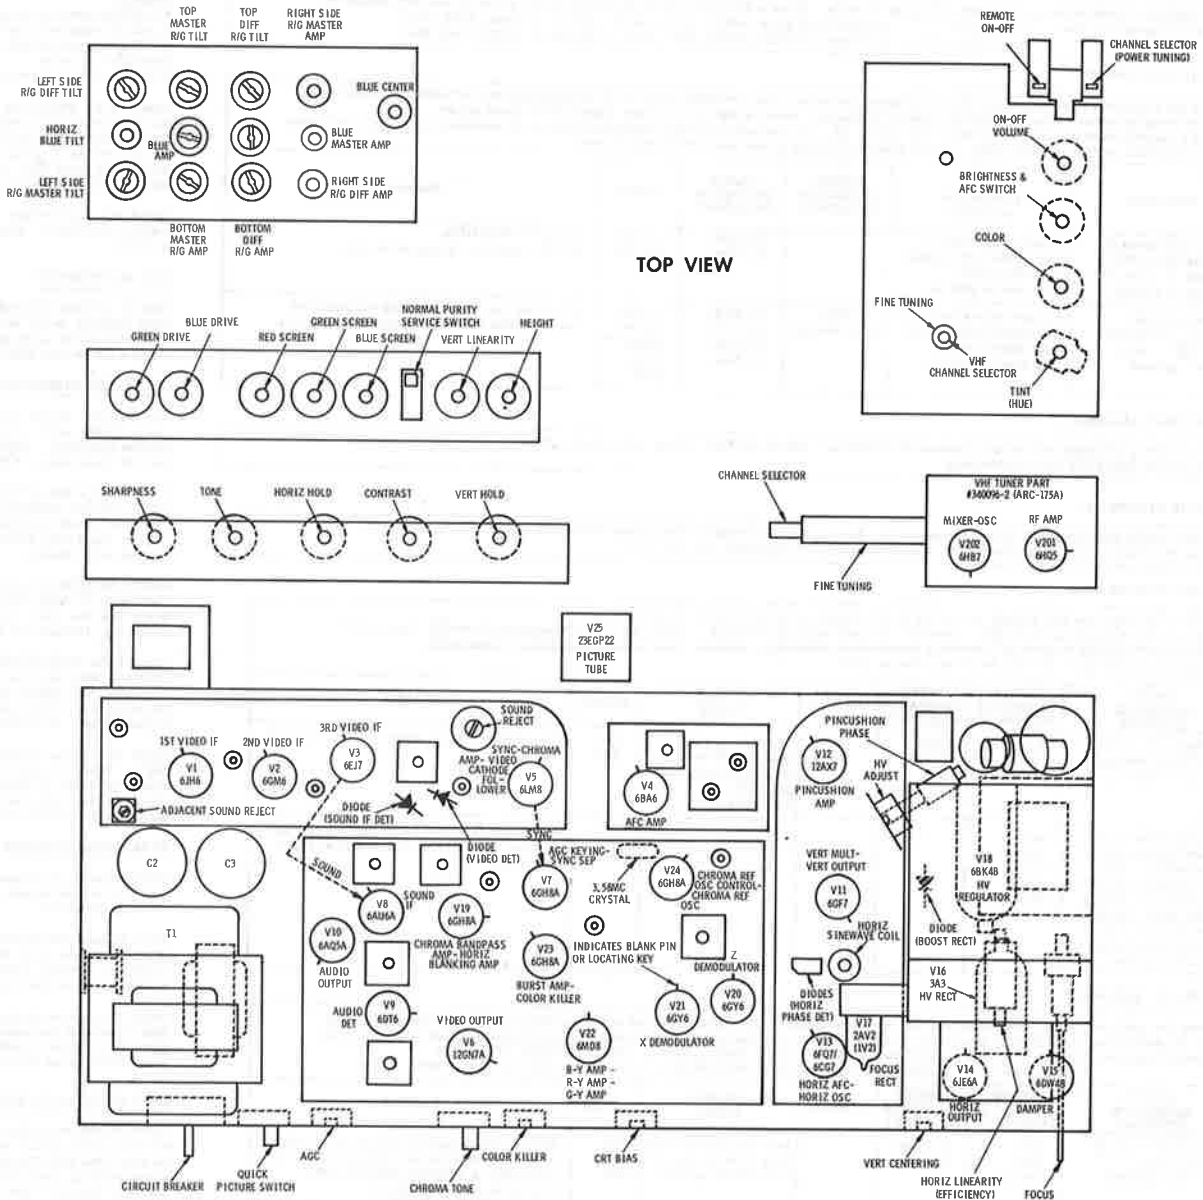 TOP
MASTER
R/G TILT
TOP
DIFF
R/G TILT
RIGHT SIDE
R/G MASTER
AMP
LEFT SIDE
R/G DIFF TILT
BLUE CENTER
HORIZ
BLUE TILT
BLUE
AMP
BLUE
MASTER AMP
LEFT SIDE
R/G MASTER TILT
RIGHT SIDE
R/G DIFF AMP
BOTTOM
MASTER
R/G AMP
BOTTOM
DIFF
R/G AMP
REMOTE
ON-OFF
CHANNEL SELECTOR
(POWER TUNING)
ON-OFF
VOLUME
BRIGHTNESS &
AFC SWITCH
COLOR
FINE TUNING
VHF
CHANNEL SELECTOR
TINT
(HUE)
TOP VIEW
GREEN DRIVE
BLUE DRIVE
RED SCREEN
GREEN SCREEN
BLUE SCREEN
NORMAL PURITY
SERVICE SWITCH
VERT LINEARITY
HEIGHT
SHARPNESS
TONE
HORIZ HOLD
CONTRAST
VERT HOLD
CHANNEL SELECTOR
FINE TUNING
VHF TUNER PART
#340096-2 (ARC-175A)
MIXER-OSC
V202
6HB7
RF AMP
V201
6HQ5
V25
23EGP22
PICTURE
TUBE
1ST VIDEO IF
V1
6JH6
2ND VIDEO IF
V2
6GM6
3RD VIDEO IF
V3
6EJ7
SOUND
REJECT
SYNC-CHROMA
AMP-VIDEO
CATHODE
FOL-
LOWER
V5
6LM8
ADJACENT SOUND REJECT
DIODE
(SOUND IF DET)
DIODE
(VIDEO DET)
V4
6BA6
AFC AMP
V12
12AX7
PINCUSHION
AMP
PINCUSHION
PHASE
HV
ADJUST
C2
C3
SOUND
SYNC
AGC KEYING-
SYNC SEP
V7
6GH8A
3.58MC
CRYSTAL
V24
6GH8A
CHROMA REF
OSC CONTROL-
CHROMA REF
OSC
VERT MULT-
VERT OUTPUT
V11
6GF7
V18
6BK4B
HV
REGULATOR
DIODE
(BOOST RECT)
T1
V8
6AU6A
SOUND
IF
V19
6GH8A
CHROMA BANDPASS
AMP-HORIZ
BLANKING AMP
V10
6AQ5A
AUDIO
OUTPUT
V23
6GH8A
BURST AMP-
COLOR KILLER
INDICATES BLANK PIN
OR LOCATING KEY
Z
DEMODULATOR
V20
6GY6
V21
6GY6
X DEMODULATOR
HORIZ
SINEWAVE COIL
DIODES
(HORIZ
PHASE DET)
V16
3A3
HV RECT
AUDIO
DET
V9
6DT6
VIDEO OUTPUT
V6
12GN7A
V22
6MD8
B-Y AMP -
R-Y AMP -
G-Y AMP
V17
2AV2
(1V2)
FOCUS
RECT
V13
6FQ7/
6CG7
HORIZ AFC-
HORIZ OSC
V14
6JE6A
HORIZ
OUTPUT
V15
6DW4B
DAMPER
CIRCUIT BREAKER
QUICK
PICTURE SWITCH
AGC
CHROMA TONE
COLOR KILLER
CRT BIAS
VERT CENTERING
HORIZ LINEARITY
(EFFICIENCY)
FOCUS